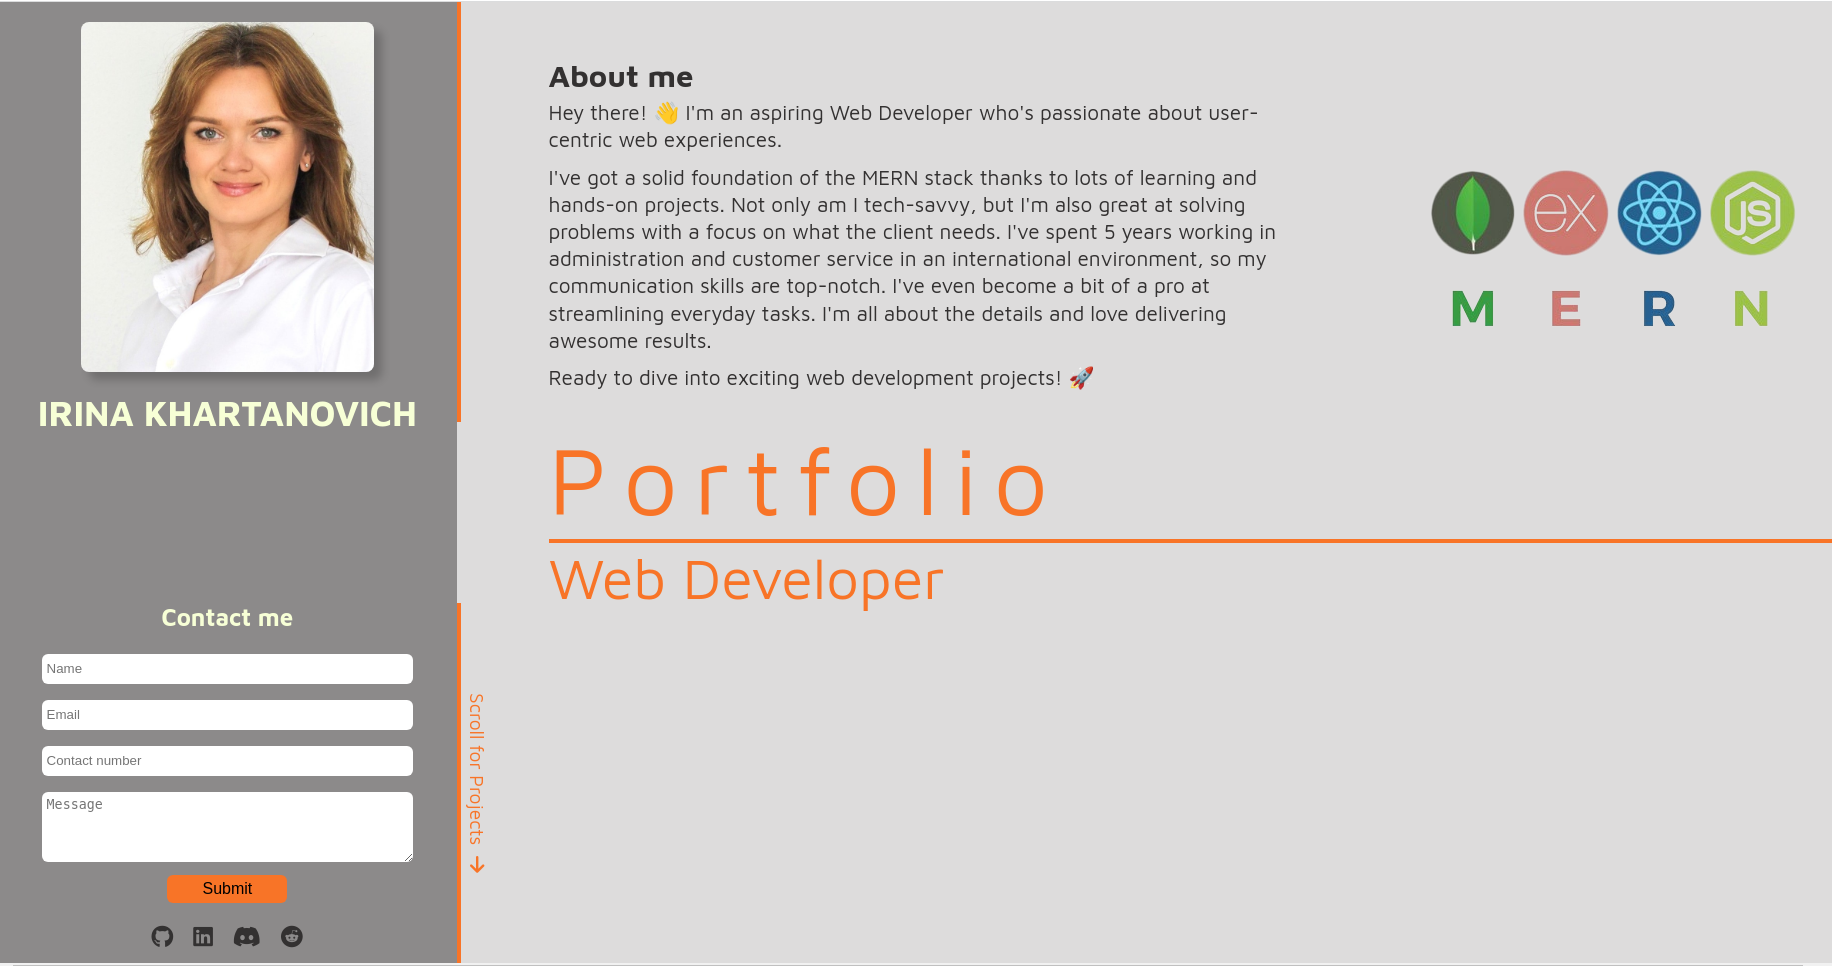 IRINA KHARTANOVICH
Contact me
Name
Email
Contact number
Message
Submit
Scroll for Projects →
About me
Hey there! 👋 I'm an aspiring Web Developer who's passionate about user-
centric web experiences.
I've got a solid foundation of the MERN stack thanks to lots of learning and
hands-on projects. Not only am I tech-savvy, but I'm also great at solving
problems with a focus on what the client needs. I've spent 5 years working in
administration and customer service in an international environment, so my
communication skills are top-notch. I've even become a bit of a pro at
streamlining everyday tasks. I'm all about the details and love delivering
awesome results.
Ready to dive into exciting web development projects! 🚀
ex JS
M E R N
Portfolio
Web Developer